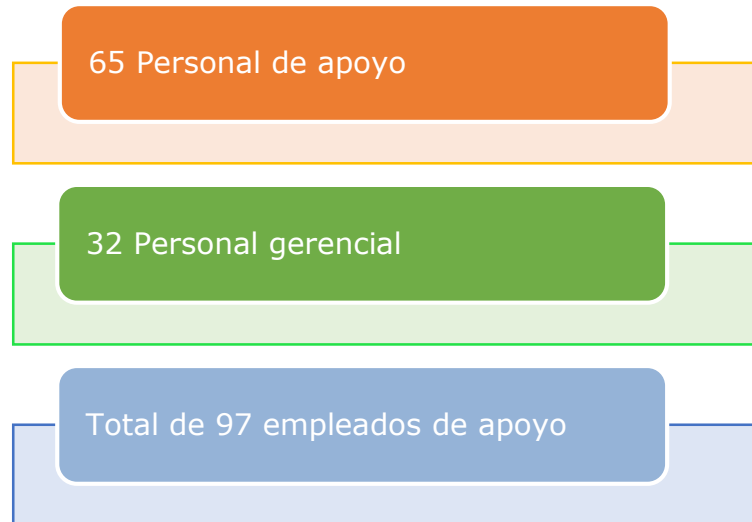 65 Personal de apoyo
32 Personal gerencial
Total de 97 empleados de apoyo